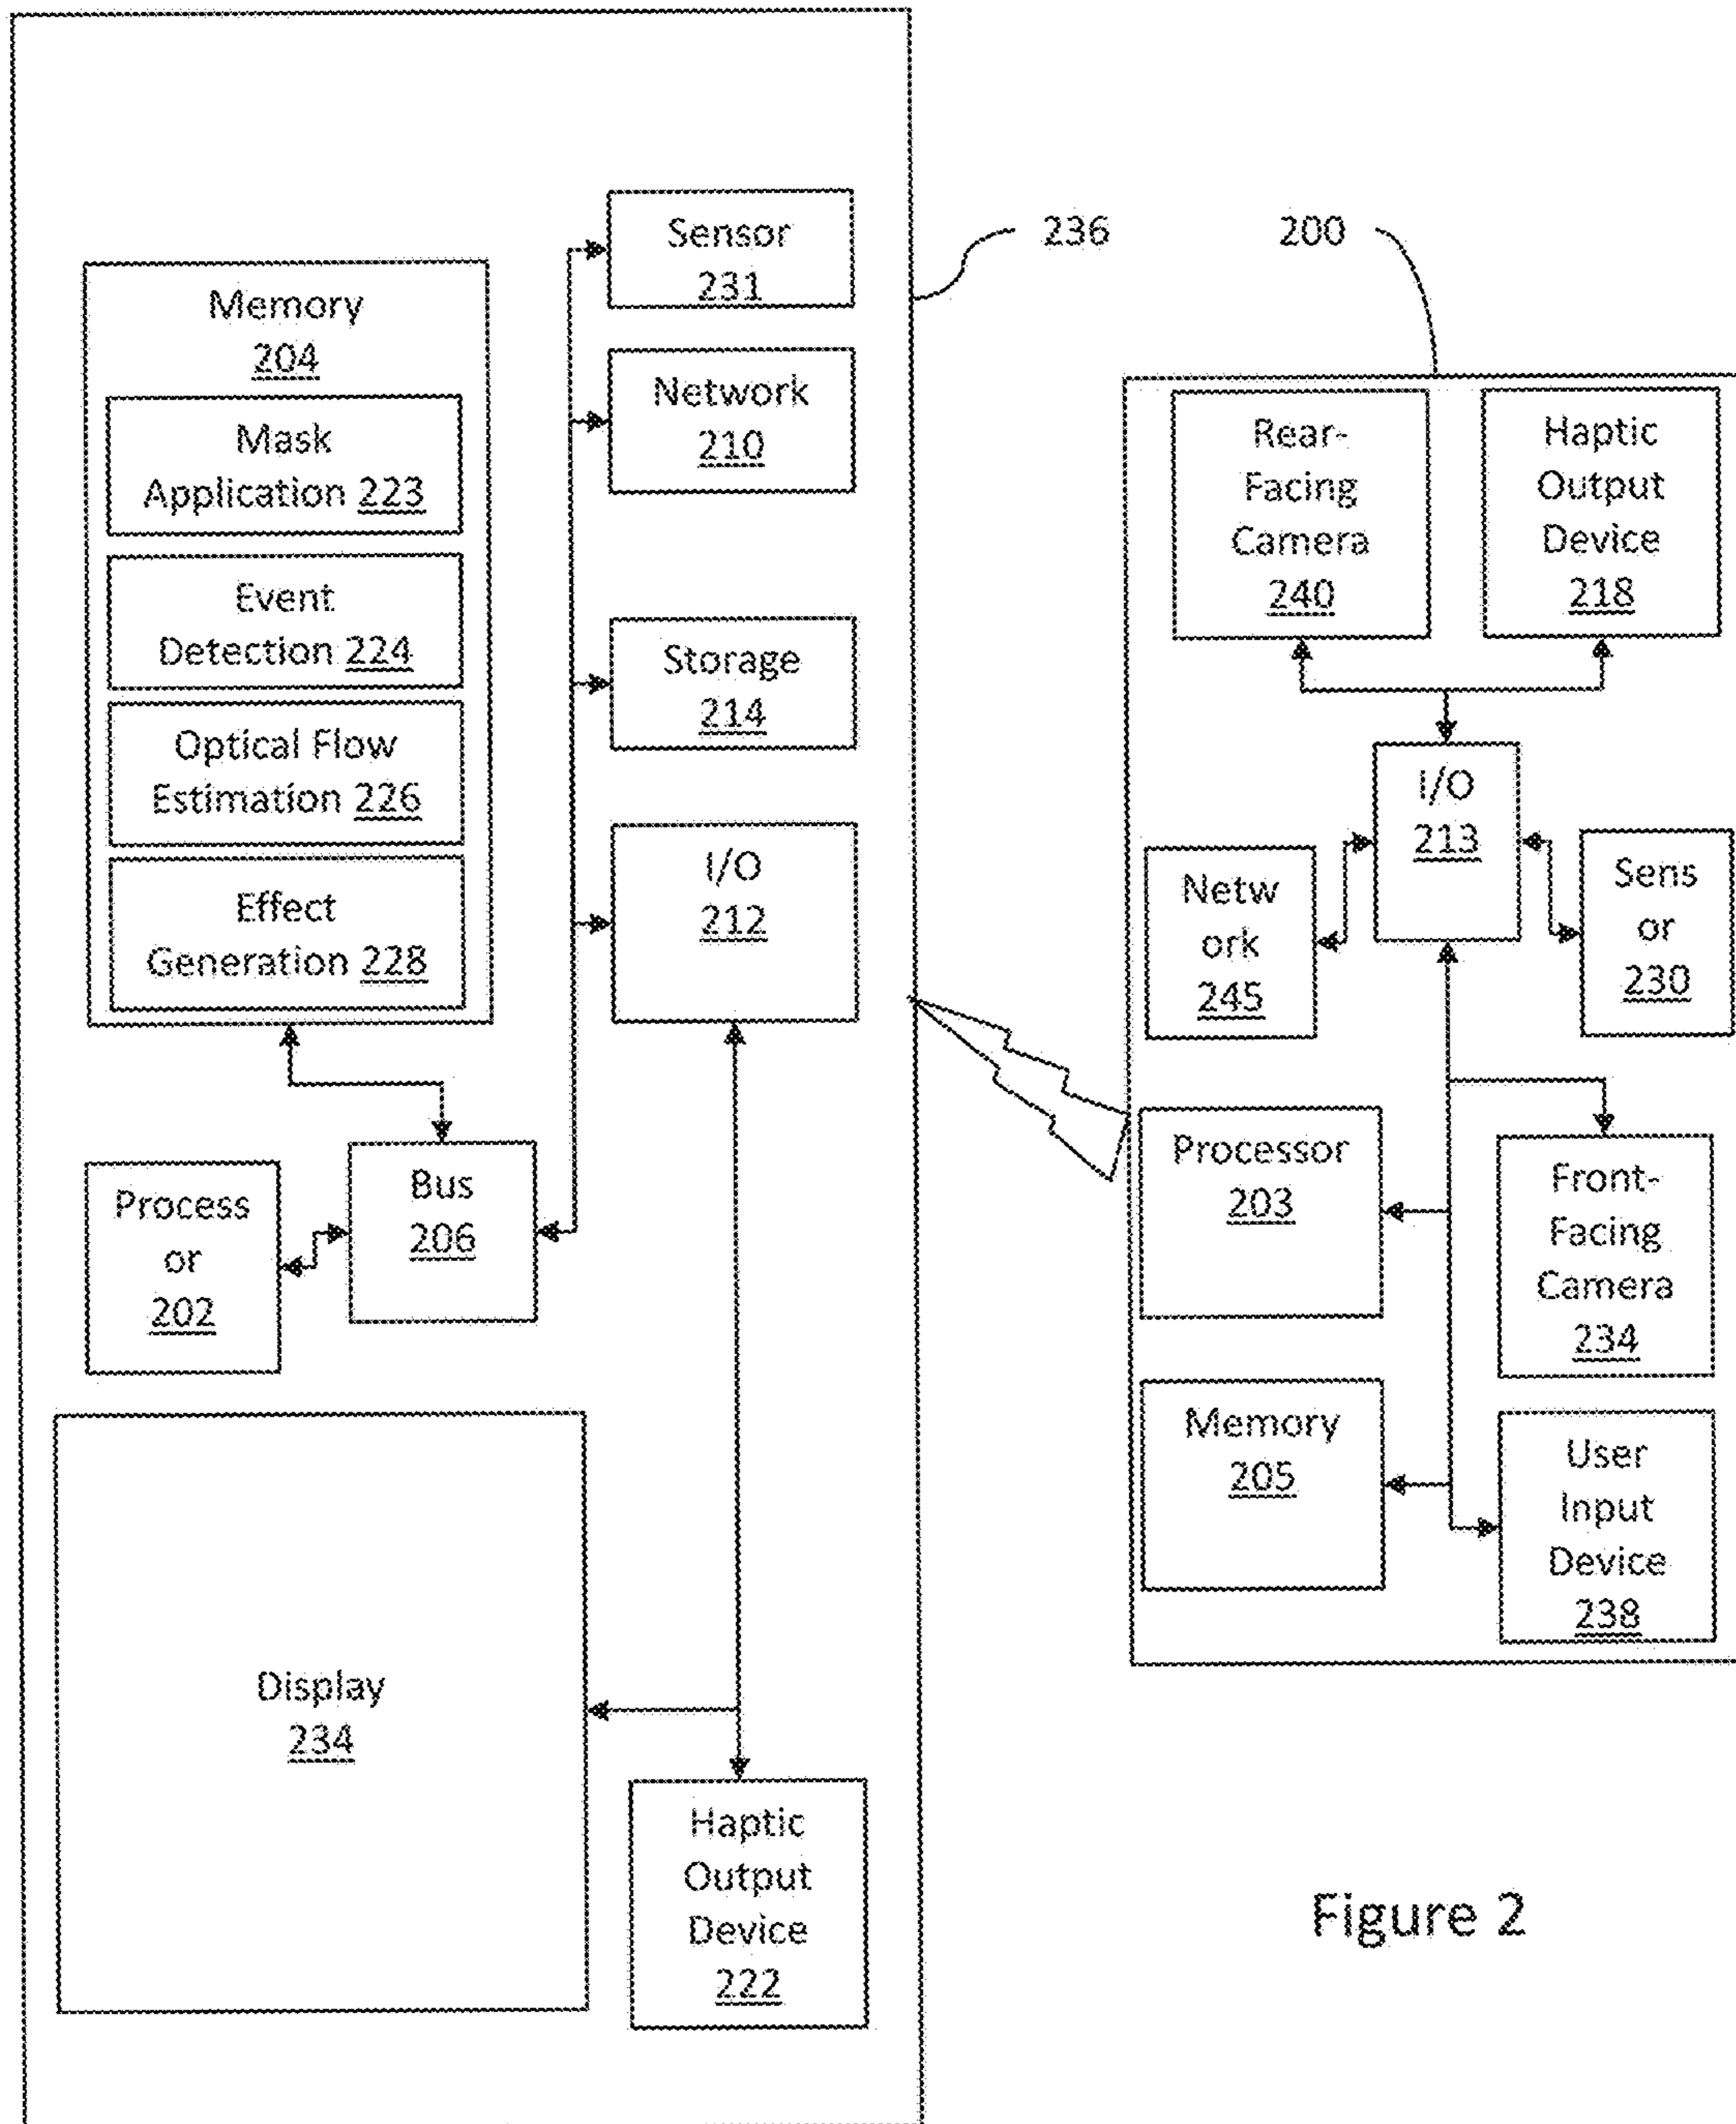 Sensor
231
236
200
Memory
204
Mask
Application 223
Event
Detection 224
Optical Flow
Estimation 226
Effect
Generation 228
Network
210
Storage
214
I/O
212
Process
or
202
Bus
206
Display
234
Haptic
Output
Device
222
Rear-
Facing
Camera
240
Haptic
Output
Device
218
I/O
213
Netw
ork
245
Sens
or
230
Processor
203
Front-
Facing
Camera
234
Memory
205
User
Input
Device
238
Figure 2